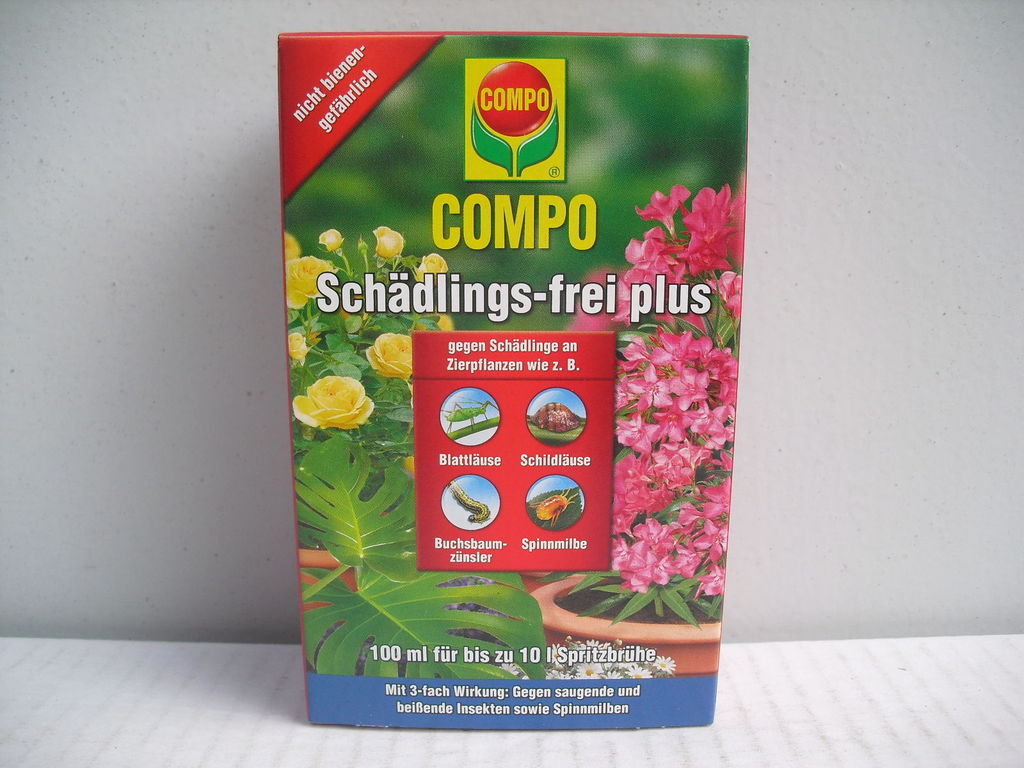 nicht bienen-
gefährlich
COMPO
®
COMPO
Schädlings-frei plus
gegen Schädlinge an
Zierpflanzen wie z. B.
Blattläuse
Schildläuse
Buchsbaum-
zünsler
Spinnmilbe
100 ml für bis zu 10 l Spritzbrühe
Mit 3-fach Wirkung: Gegen saugende und
beißende Insekten sowie Spinnmilben